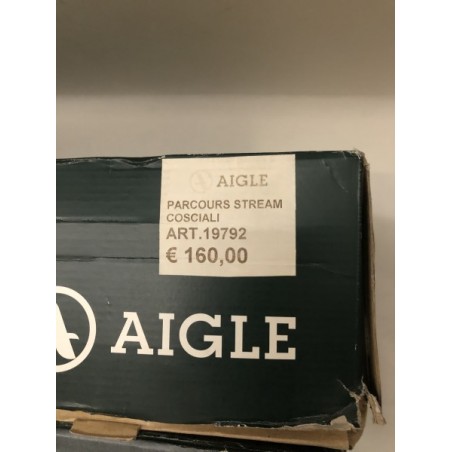 AIGLE
PARCOURS STREAM
COSCIALI
ART.19792
€ 160,00
AIGLE